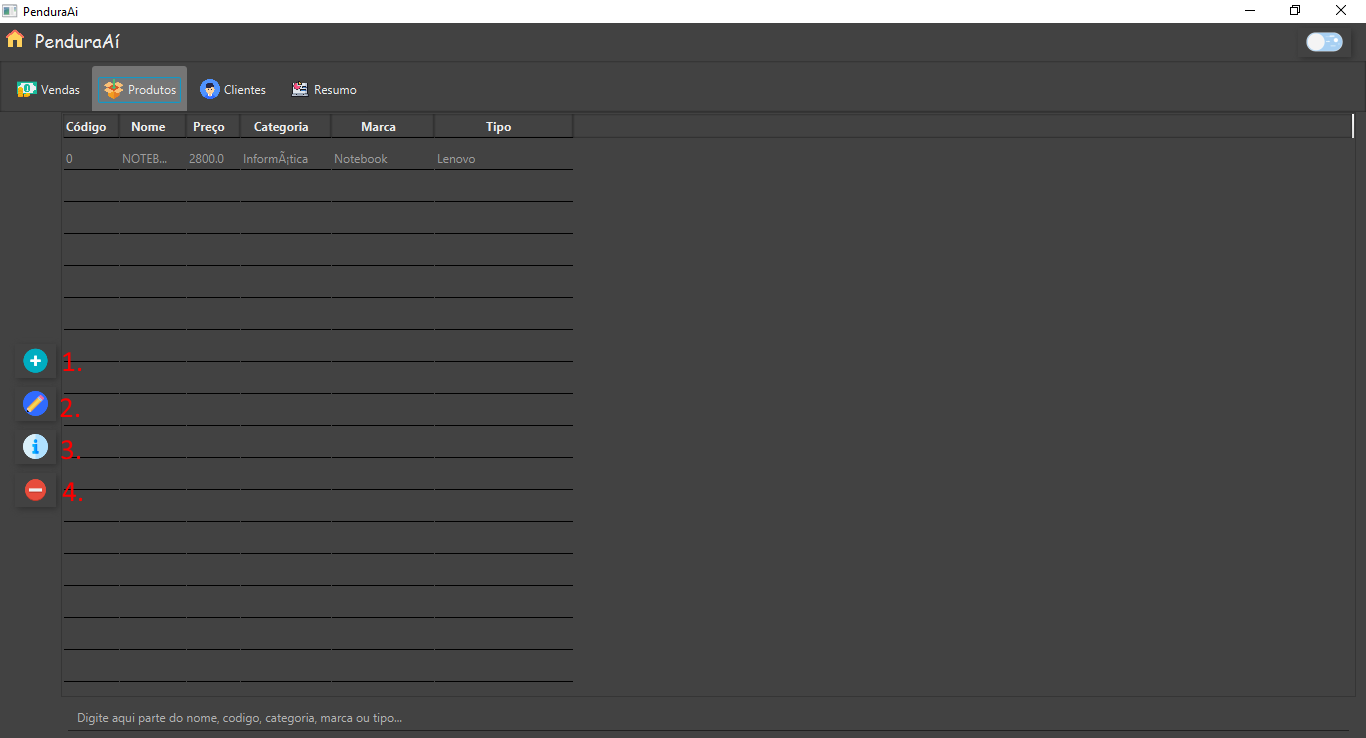 PenduraAi
PenduraAí
Vendas Produtos Clientes Resumo
Código Nome Preço Categoria Marca Tipo
0 NOTEB... 2800.0 InformÃ¡tica Notebook Lenovo
1.
2.
3.
4.
Digite aqui parte do nome, codigo, categoria, marca ou tipo...